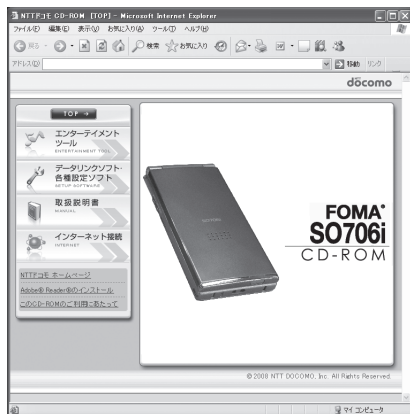 NTTドコモ CD-ROM [TOP] - Microsoft Internet Explorer
ファイル(F) 編集(E) 表示(V) お気に入り(A) ツール(T) ヘルプ(H)
戻る 検索 お気に入り
アドレス(D) 移動 リンク
döcomo
TOP →
エンターテイメント
ツール
ENTERTAINMENT TOOL
データリンクソフト・
各種設定ソフト
SETUP SOFTWARE
取扱説明書
MANUAL
インターネット接続
INTERNET
NTTドコモ ホームページ
Adobe® Reader®のインストール
このCD-ROMのご利用にあたって
FOMA®
SO706i
CD-ROM
© 2008 NTT DOCOMO, Inc. All Rights Reserved.
マイ コンピュータ